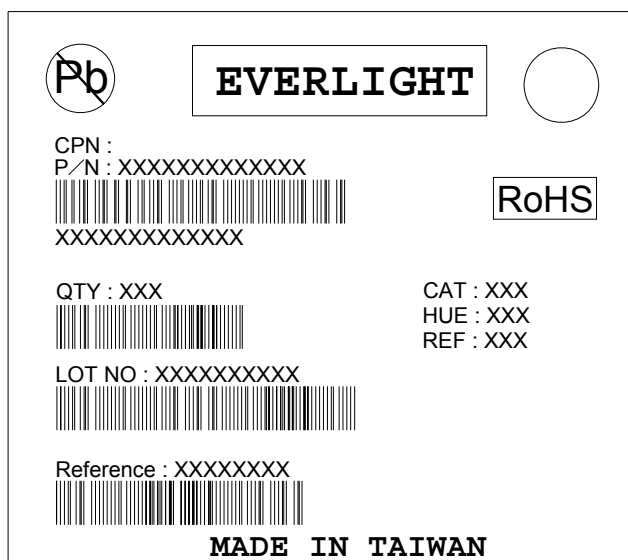 Pb
EVERLIGHT
CPN :
P/N : XXXXXXXXXXXXX
RoHS
XXXXXXXXXXXXX
QTY : XXX
CAT : XXX
HUE : XXX
REF : XXX
LOT NO : XXXXXXXXXX
Reference : XXXXXXXX
MADE IN TAIWAN